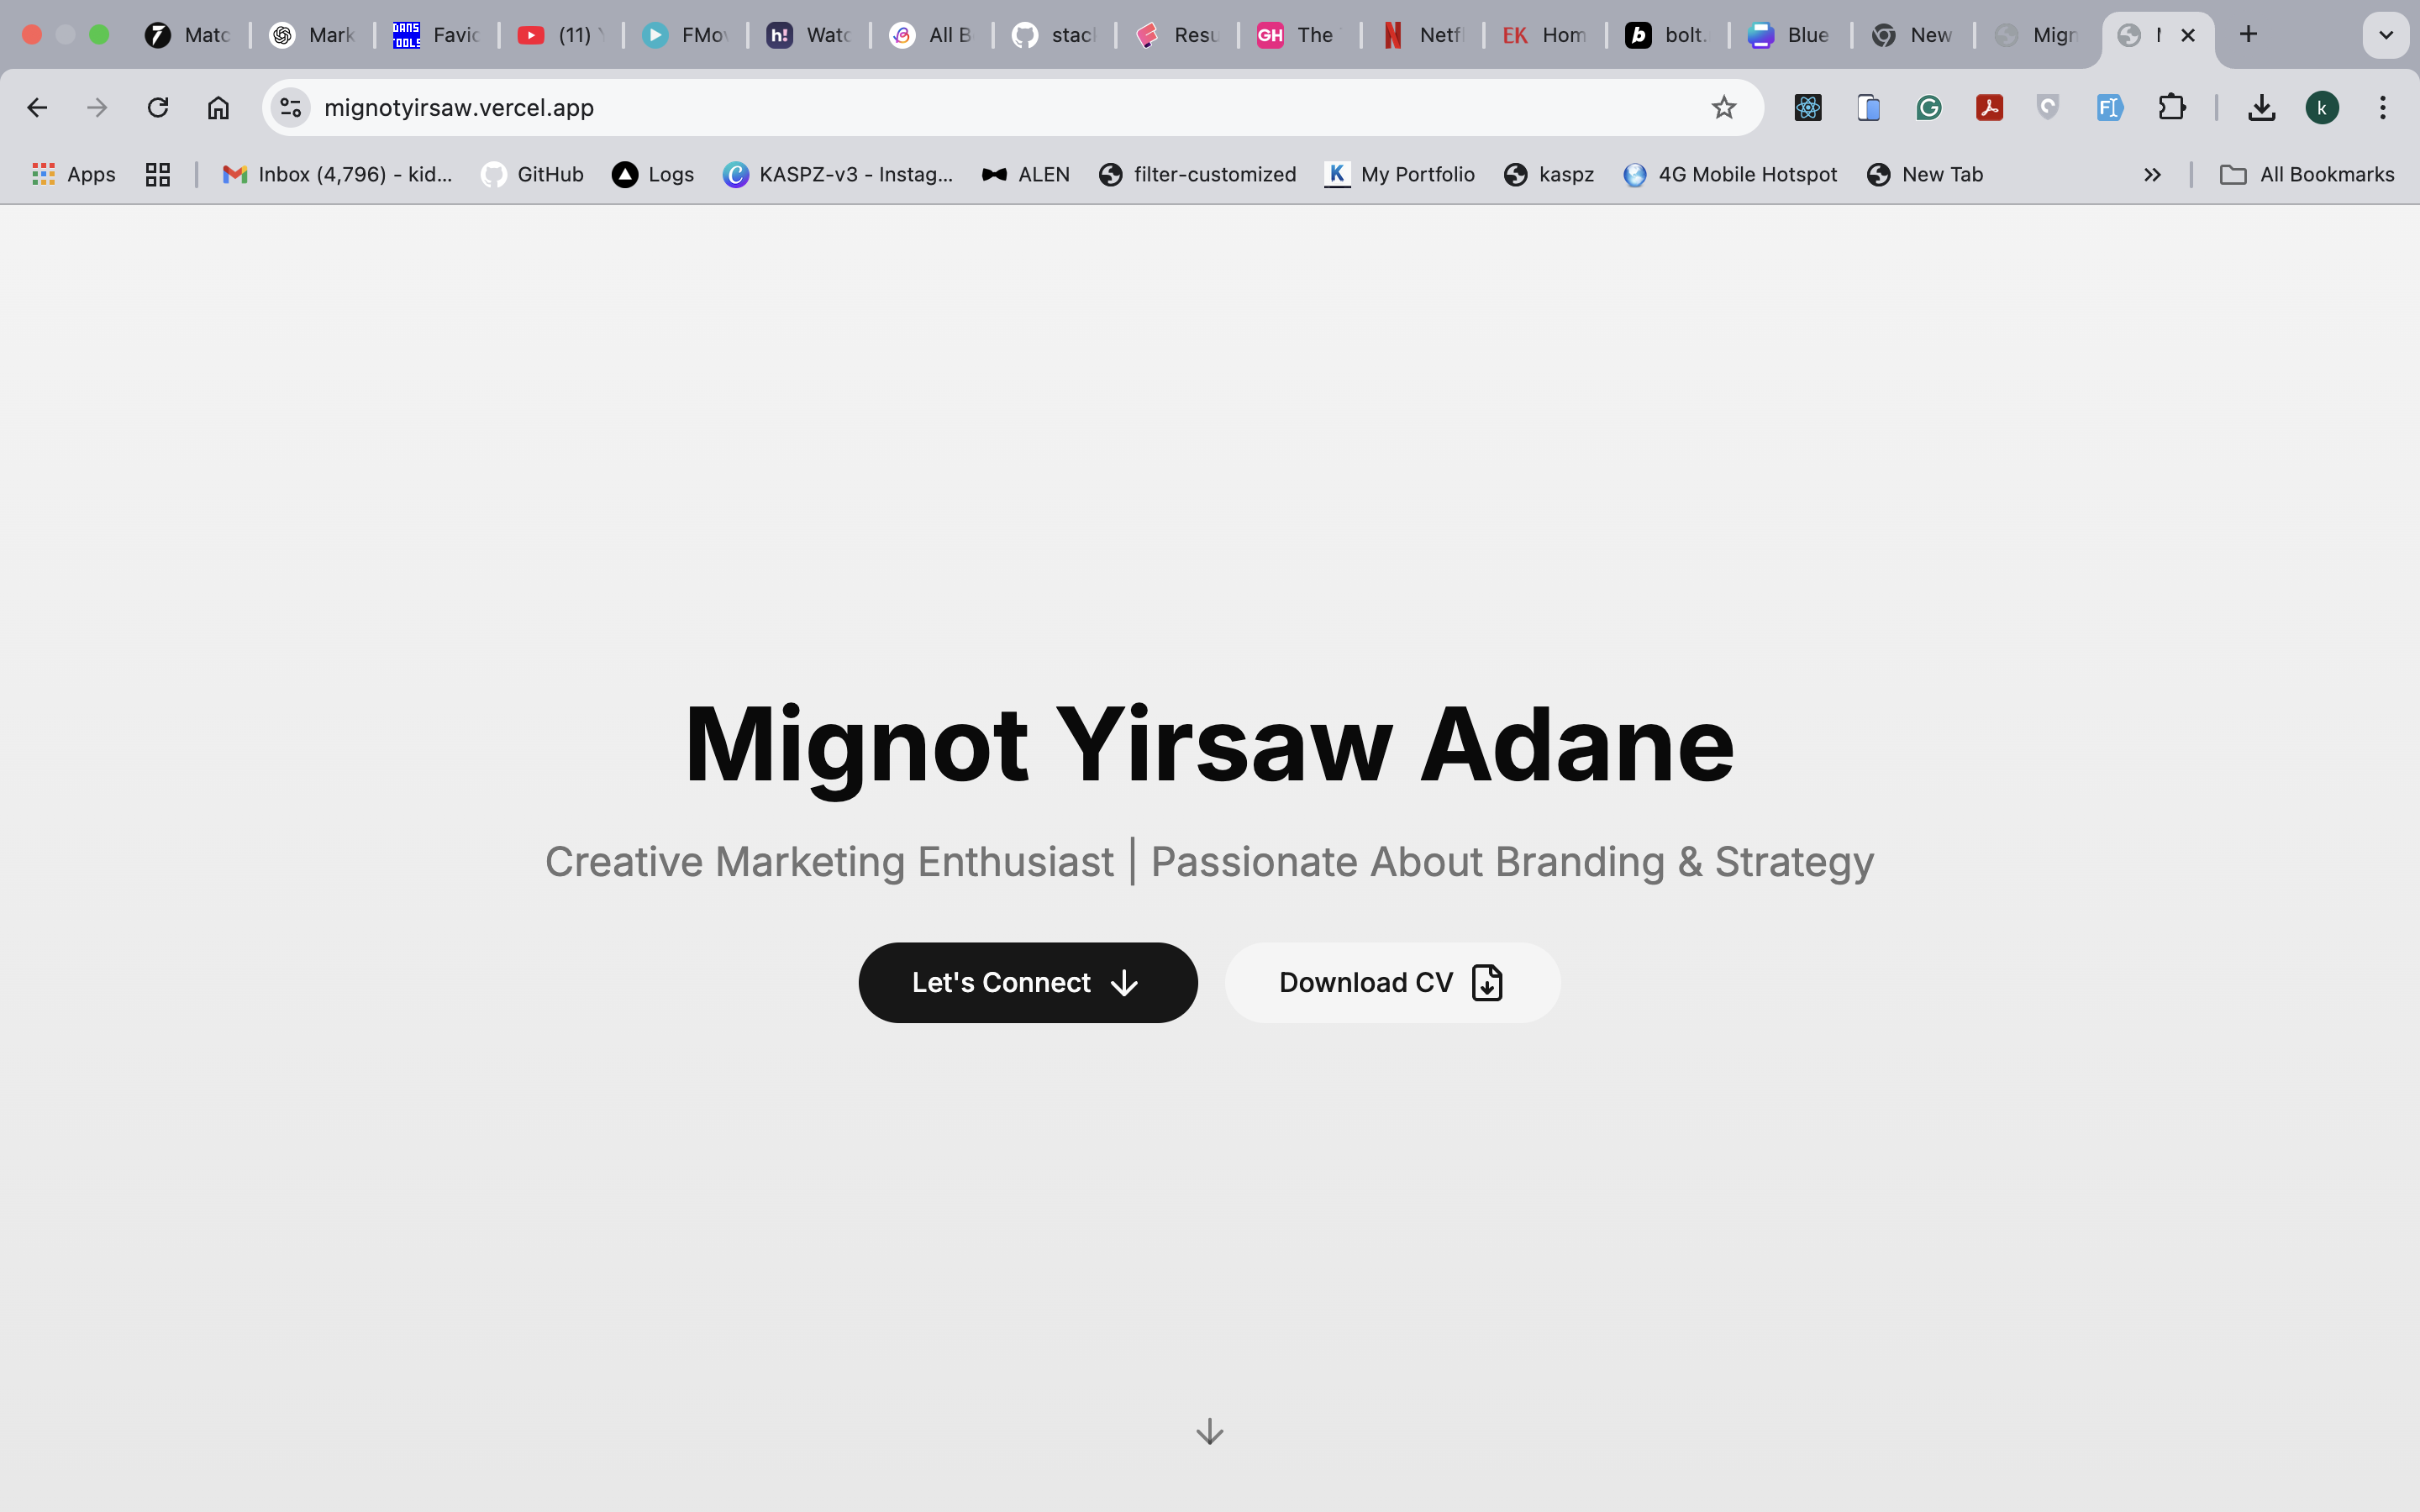 Matc Mark Favic (11) FMov Watc All B stac Resu The Netf Hom bolt. Blue New Migr
mignotyirsaw.vercel.app
Apps Inbox (4,796) - kid... GitHub Logs KASPZ-v3 - Instag... ALEN filter-customized My Portfolio kaspz 4G Mobile Hotspot New Tab All Bookmarks
Mignot Yirsaw Adane
Creative Marketing Enthusiast | Passionate About Branding & Strategy
Let's Connect Download CV